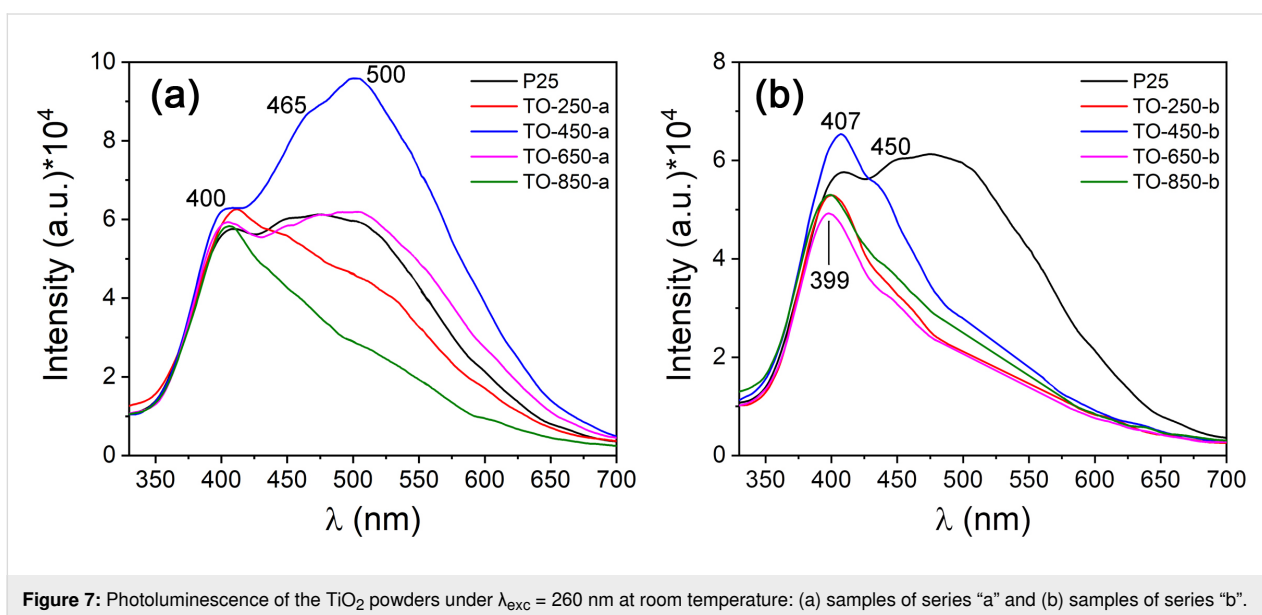 (a)
400
465
500
P25
TO-250-a
TO-450-a
TO-650-a
TO-850-a
Intensity (a.u.)*10⁴
10
8
6
4
2
0
350 400 450 500 550 600 650 700
λ (nm)
(b)
407
450
399
P25
TO-250-b
TO-450-b
TO-650-b
TO-850-b
Intensity (a.u.)*10⁴
8
6
4
2
0
350 400 450 500 550 600 650 700
λ (nm)
Figure 7: Photoluminescence of the TiO₂ powders under λexc = 260 nm at room temperature: (a) samples of series “a” and (b) samples of series “b”.